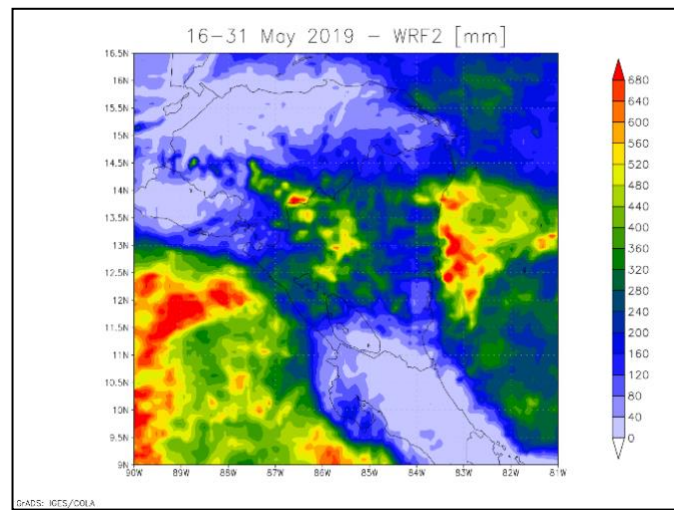 16-31 May 2019 - WRF2 [mm]
16.5N
16N
15.5N
15N
14.5N
14N
13.5N
13N
12.5N
12N
11.5N
11N
10.5N
10N
9.5N
9N
90W 89W 88W 87W 86W 85W 84W 83W 82W 81W
680
640
600
560
520
480
440
400
360
320
280
240
200
160
120
80
40
0
GrADS: IGES/COLA